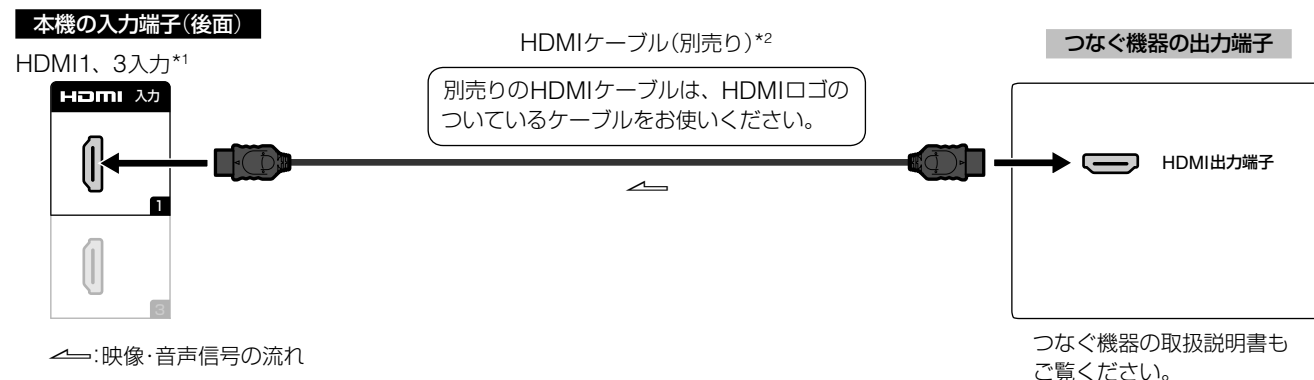 本機の入力端子(後面)
HDMI1、3入力*1
HDMI 入力
1
3
HDMIケーブル(別売り)*2
別売りのHDMIケーブルは、HDMIロゴの
ついているケーブルをお使いください。
つなぐ機器の出力端子
HDMI出力端子
:映像・音声信号の流れ
つなぐ機器の取扱説明書も
ご覧ください。